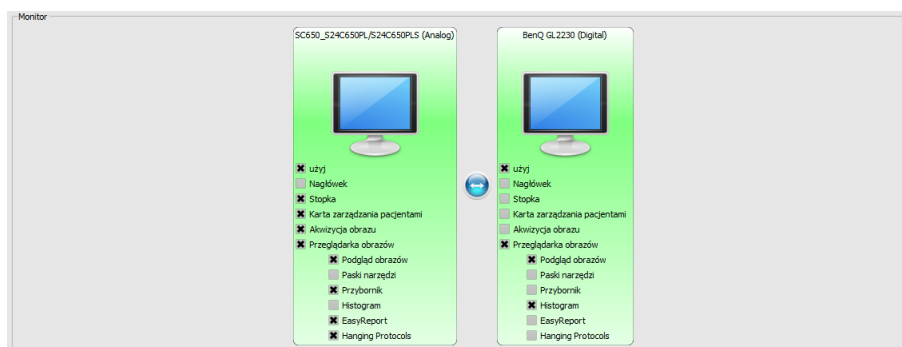 Monitor
SC650_S24C650PL/S24C650PLS (Analog)
użyj
Nagłówek
Stopka
Karta zarządzania pacjentami
Akwizycja obrazu
Przeglądarka obrazów
Podgląd obrazów
Paski narzędzi
Przybornik
Histogram
EasyReport
Hanging Protocols
BenQ GL2230 (Digital)
użyj
Nagłówek
Stopka
Karta zarządzania pacjentami
Akwizycja obrazu
Przeglądarka obrazów
Podgląd obrazów
Paski narzędzi
Przybornik
Histogram
EasyReport
Hanging Protocols